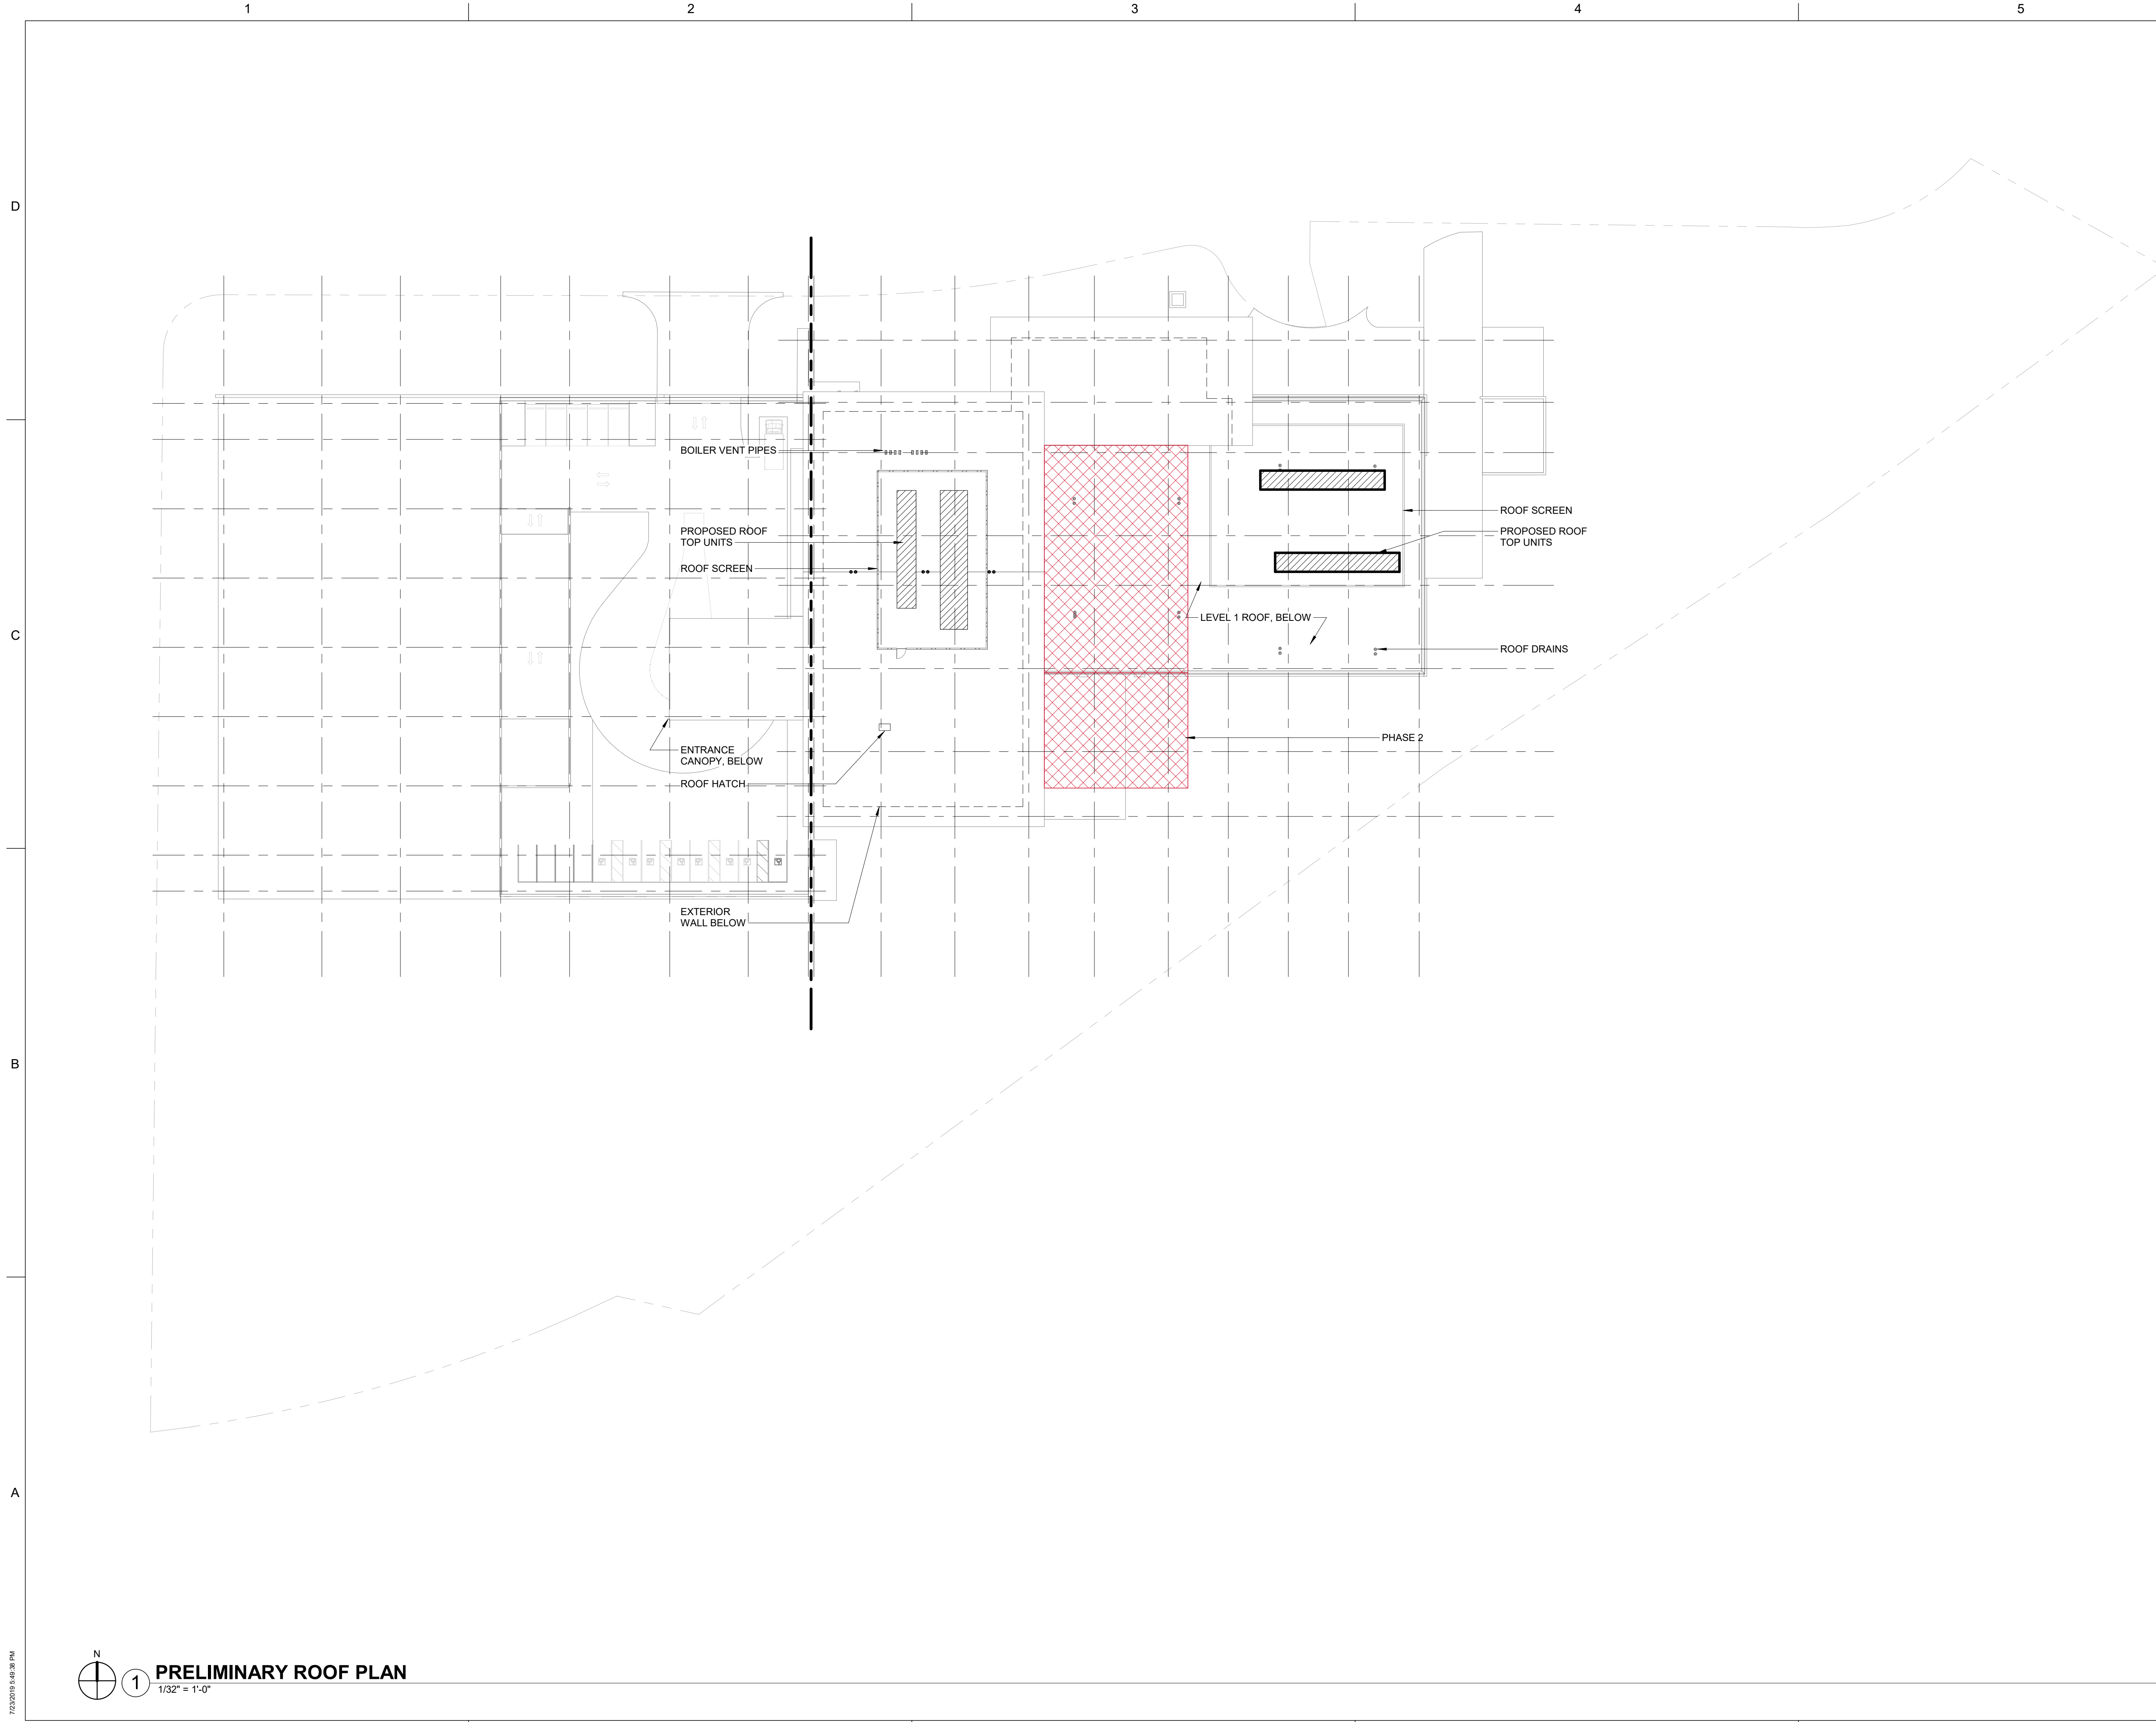 1
2
3
4
5
D
BOILER VENT PIPES
PROPOSED ROOF
TOP UNITS
ROOF SCREEN
ROOF SCREEN
PROPOSED ROOF
TOP UNITS
C
LEVEL 1 ROOF, BELOW
ROOF DRAINS
PHASE 2
ENTRANCE
CANOPY, BELOW
ROOF HATCH
EXTERIOR
WALL BELOW
B
A
N
1
PRELIMINARY ROOF PLAN
1/32" = 1'-0"
7/23/2019 5:49:38 PM